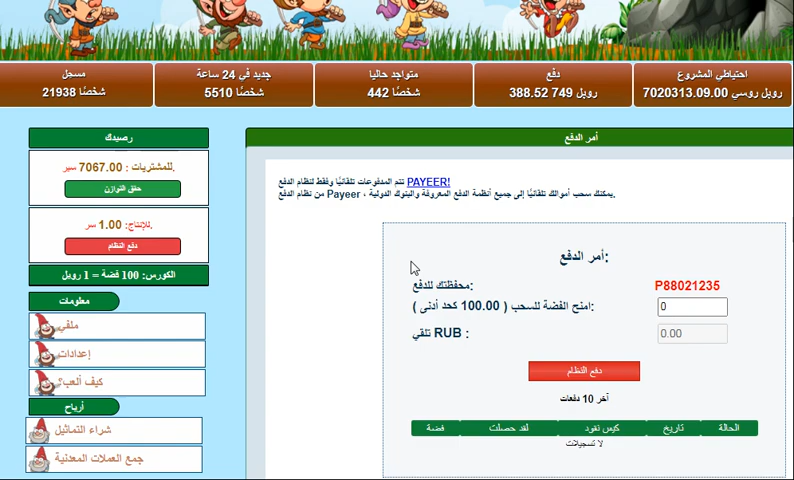 مسجل
شخصًا 21938
جديد في 24 ساعة
شخصًا 5510
متواجد حاليا
شخصًا 442
دفع
388.52 749 روبل
احتياطي المشروع
7020313.09.00 روبل روسي
رصيدك
للمشتريات : 7067.00 سر.
حقق التوازن
للإنتاج: 1.00 سر.
دفع النظام
الكورس: 100 فضة = 1 روبل
معلومات
ملفي
إعدادات
كيف ألعب؟
أرباح
شراء التماثيل
جمع العملات المعدنية
أمر الدفع
تتم المدفوعات تلقائيًا وفقط لنظام الدفع PAYEER!
يمكنك سحب أموالك تلقائيًا إلى جميع أنظمة الدفع المعروفة والبنوك الدولية ، Payeer من نظام الدفع.
أمر الدفع:
محفظتك للدفع:
P88021235
امنح الفضة للسحب ( 100.00 كحد أدنى ):
0
تلقي RUB :
0.00
دفع النظام
آخر 10 دفعات
فضة
لقد حصلت
كيس نقود
تاريخ
الحالة
لا تسجيلات